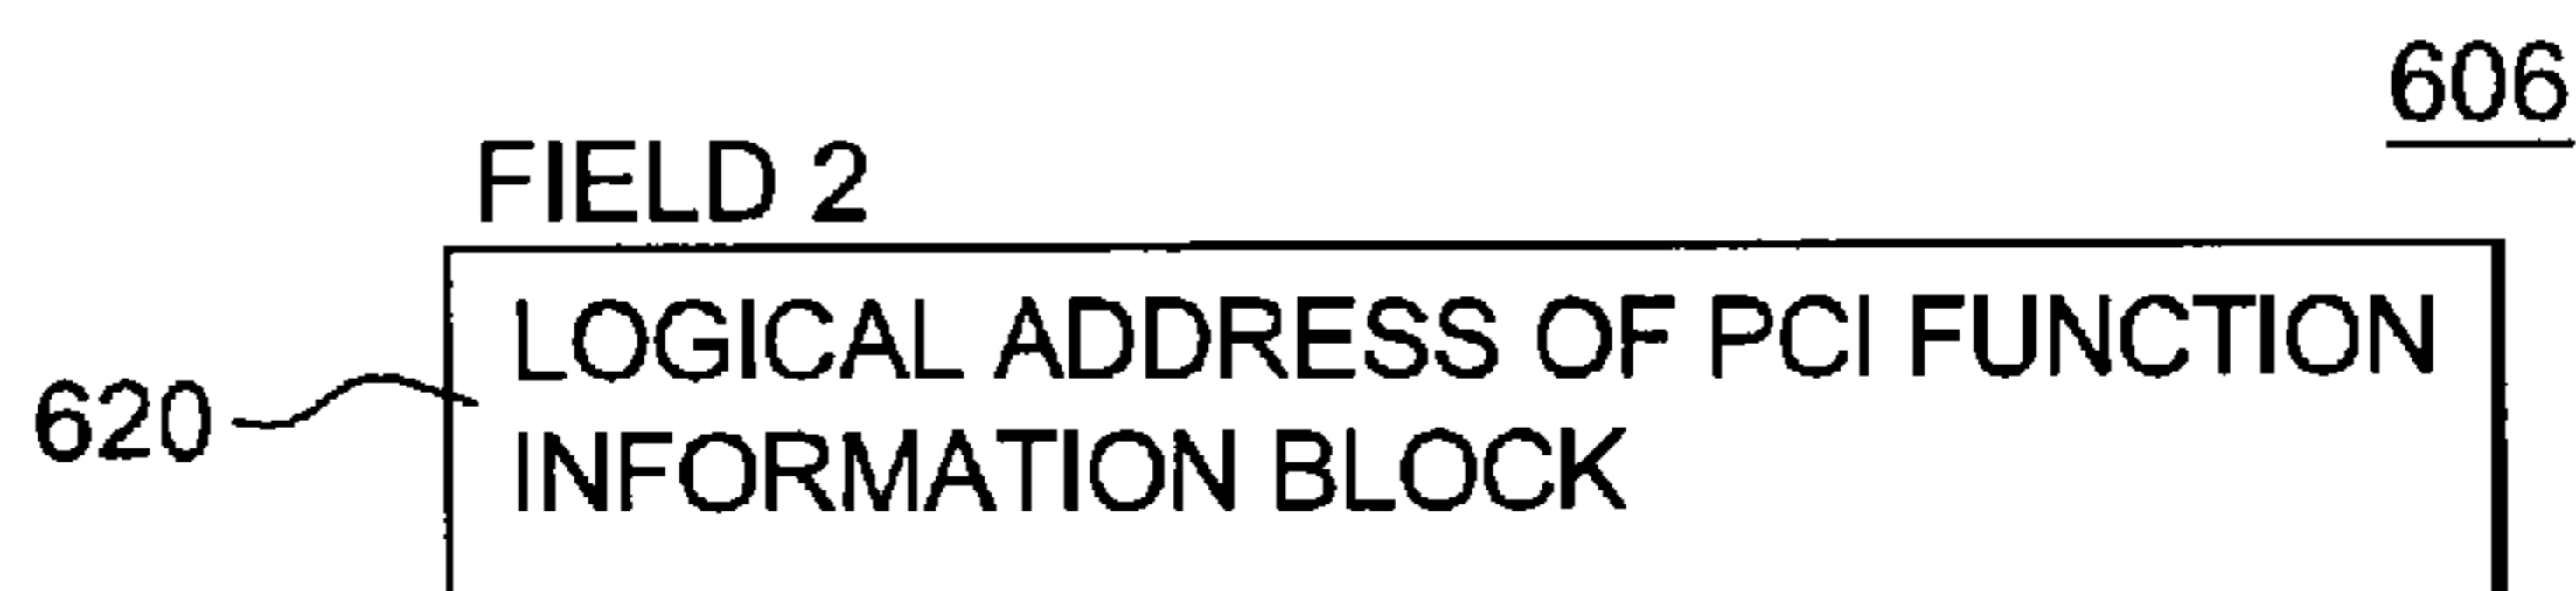 606
FIELD 2
LOGICAL ADDRESS OF PCI FUNCTION
620
INFORMATION BLOCK